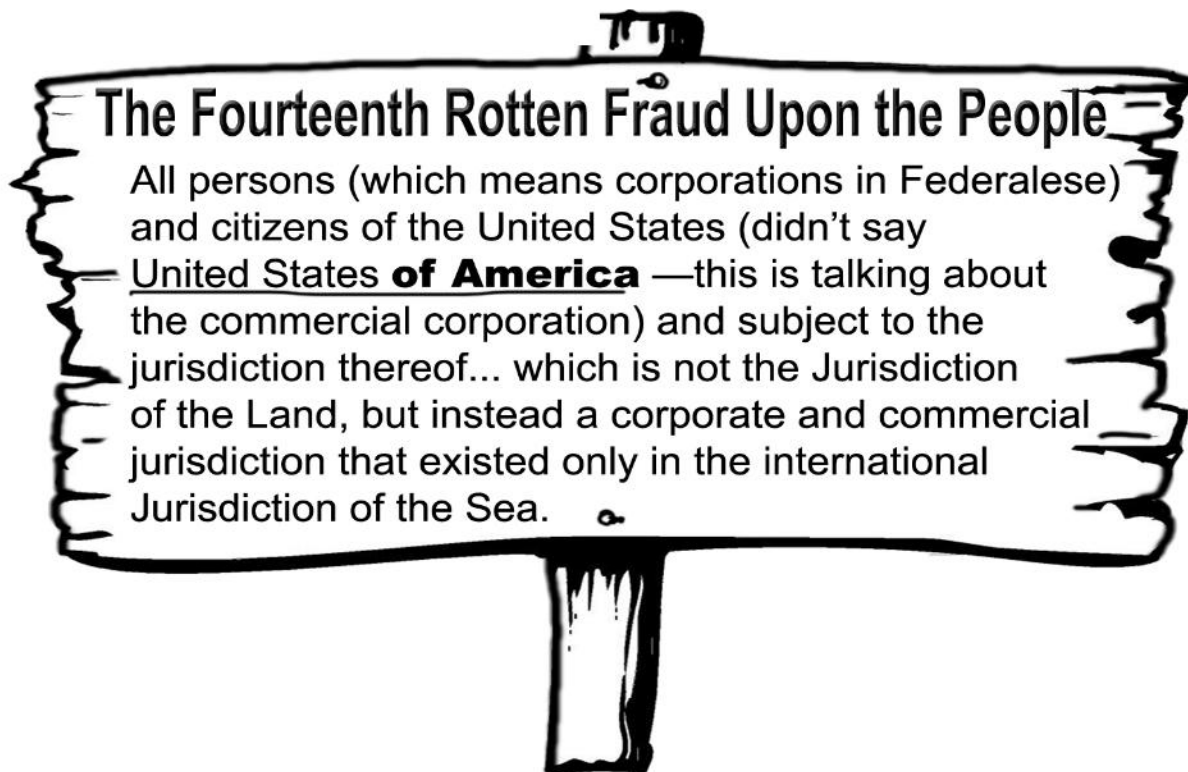 The Fourteenth Rotten Fraud Upon the People
All persons (which means corporations in Federalese)
and citizens of the United States (didn’t say
United States of America —this is talking about
the commercial corporation) and subject to the
jurisdiction thereof... which is not the Jurisdiction
of the Land, but instead a corporate and commercial
jurisdiction that existed only in the international
Jurisdiction of the Sea.